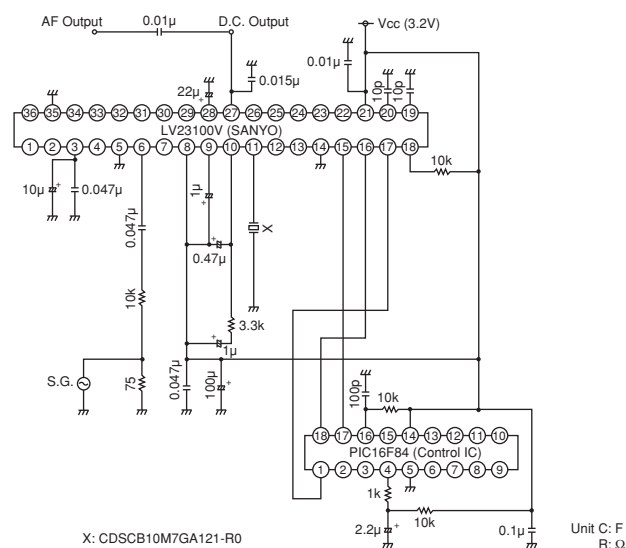 AF Output
0.01µ
D.C. Output
Vcc (3.2V)
0.01µ
0.015µ
22µ
+
10p
10p
36 35 34 33 32 31 30 29 28 27 26 25 24 23 22 21 20 19
LV23100V (SANYO)
1 2 3 4 5 6 7 8 9 10 11 12 13 14 15 16 17 18
10k
10µ
+
0.047µ
0.047µ
1µ
+
X
+
0.47µ
10k
3.3k
+
1µ
S.G.
75
0.047µ
100µ
+
100p
10k
18 17 16 15 14 13 12 11 10
PIC16F84 (Control IC)
1 2 3 4 5 6 7 8 9
1k
10k
2.2µ
+
0.1µ
X: CDSCB10M7GA121-R0
Unit C: F
R: Ω